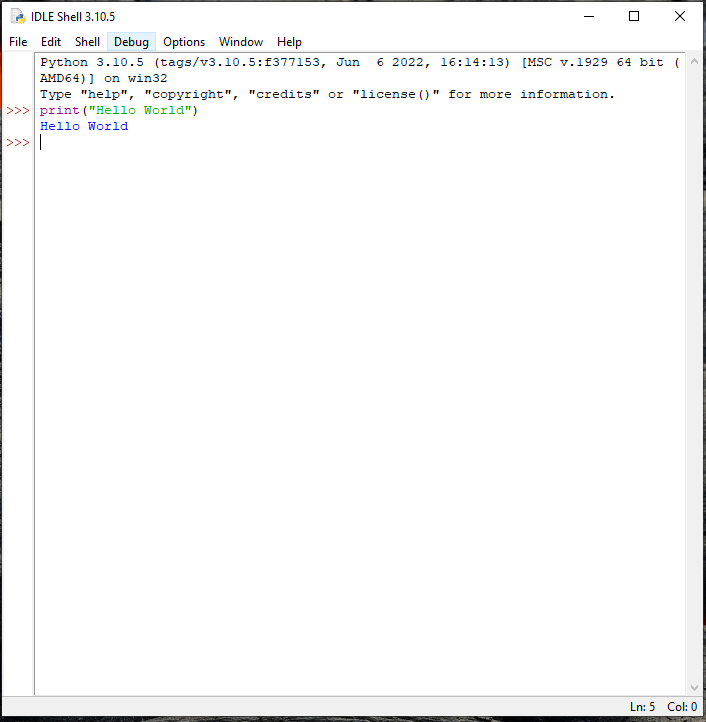 IDLE Shell 3.10.5
File Edit Shell Debug Options Window Help
Python 3.10.5 (tags/v3.10.5:f377153, Jun  6 2022, 16:14:13) [MSC v.1929 64 bit (
AMD64)] on win32
Type "help", "copyright", "credits" or "license()" for more information.
>>> print("Hello World")
Hello World
>>>
Ln: 5 Col: 0